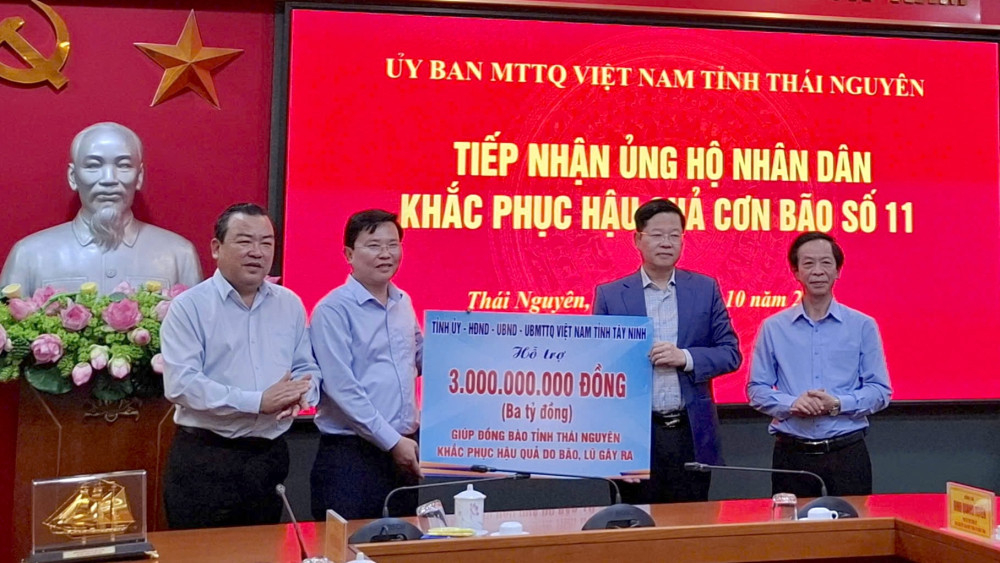 ỦY BAN MTTQ VIỆT NAM TỈNH THÁI NGUYÊN
TIẾP NHẬN ỦNG HỘ NHÂN DÂN
KHẮC PHỤC HẬU QUẢ CƠN BÃO SỐ 11
Thái Nguyên, 10 năm 2
TỈNH ỦY - HĐND - UBND - UBMTTQ VIỆT NAM TỈNH TÂY NINH
Hỗ trợ
3.000.000.000 ĐỒNG
(Ba tỷ đồng)
GIÚP ĐỒNG BÀO TỈNH THÁI NGUYÊN
KHẮC PHỤC HẬU QUẢ DO BÃO, LŨ GÂY RA